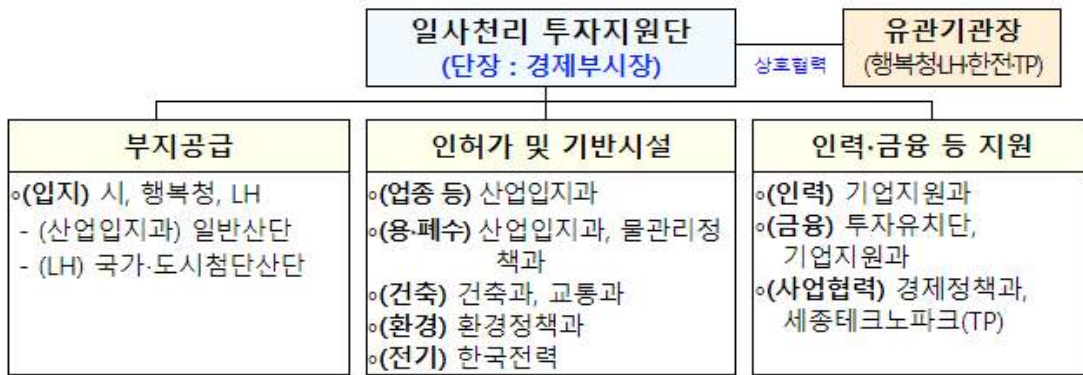 일사천리 투자지원단
(단장 : 경제부시장)
상호협력
유관기관장
(행복청·LH·한전·TP)
부지공급
∘(입지) 시, 행복청, LH
- (산업입지과) 일반산단
- (LH) 국가·도시첨단산단
인허가 및 기반시설
∘(업종 등) 산업입지과
∘(용·폐수) 산업입지과, 물관리정
책과
∘(건축) 건축과, 교통과
∘(환경) 환경정책과
∘(전기) 한국전력
인력·금융 등 지원
∘(인력) 기업지원과
∘(금융) 투자유치단,
기업지원과
∘(사업협력) 경제정책과,
세종테크노파크(TP)